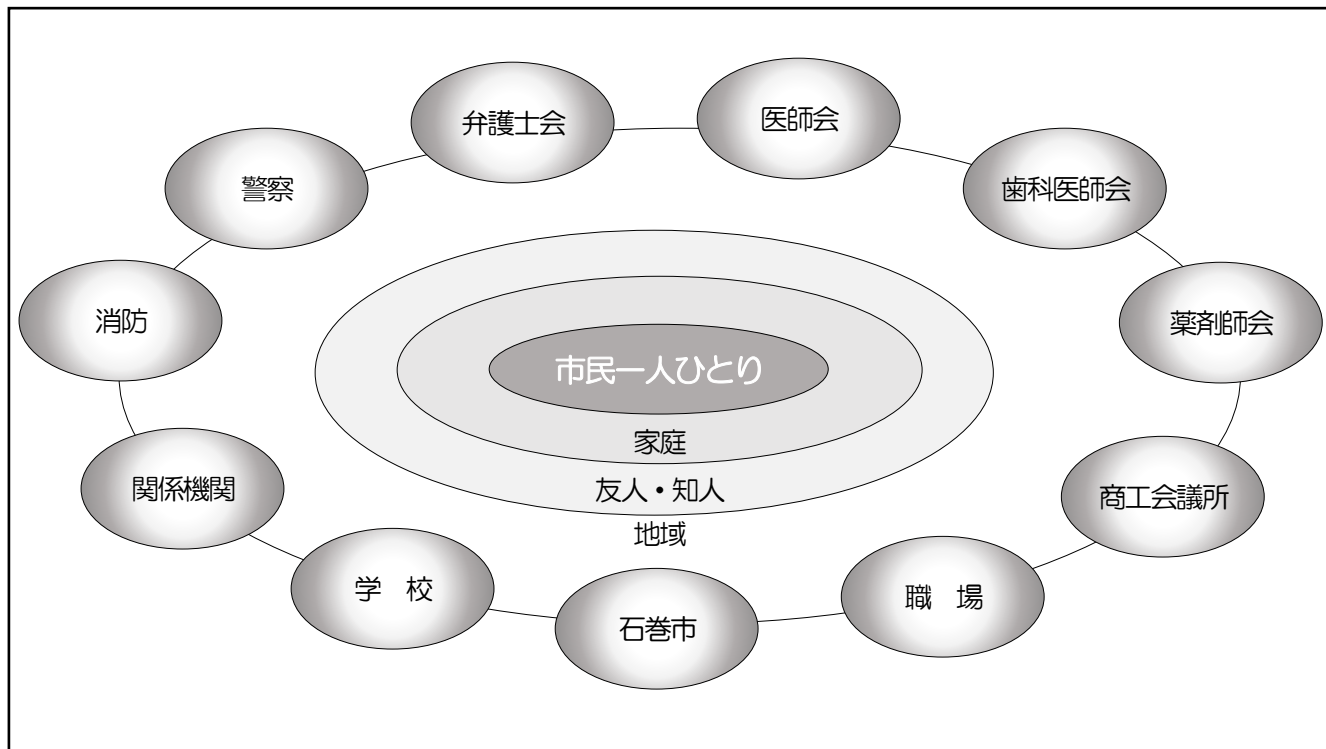 弁護士会
医師会
警察
歯科医師会
消防
薬剤師会
市民一人ひとり
家庭
友人・知人
地域
関係機関
商工会議所
学　校
職　場
石巻市